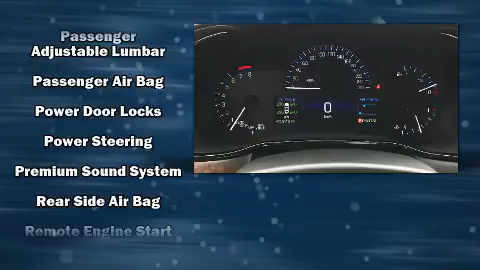 Passenger
Adjustable Lumbar
Passenger Air Bag
Power Door Locks
Power Steering
Premium Sound System
Rear Side Air Bag
Remote Engine Start
0